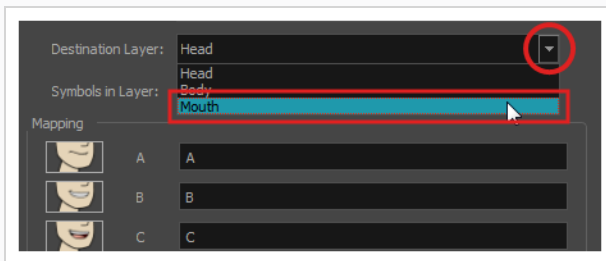 Destination Layer: Head
Head
Symbols in Layer: Body
Mouth
Mapping
A A
B B
C C